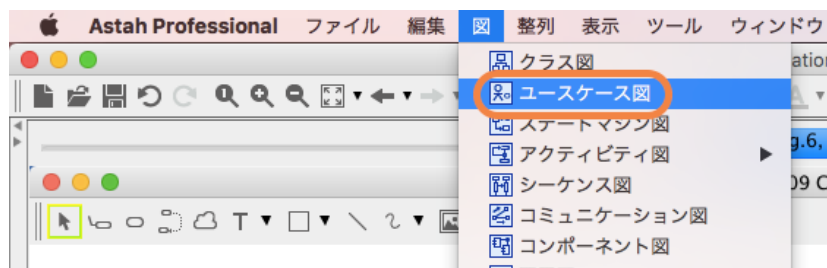 Astah Professional ファイル 編集 図 整列 表示 ツール ウィンドウ
クラス図
ation
ユースケース図
A
ステートマシン図
g.6,
アクティビティ図
シーケンス図
09 C
コミュニケーション図
T
コンポーネント図